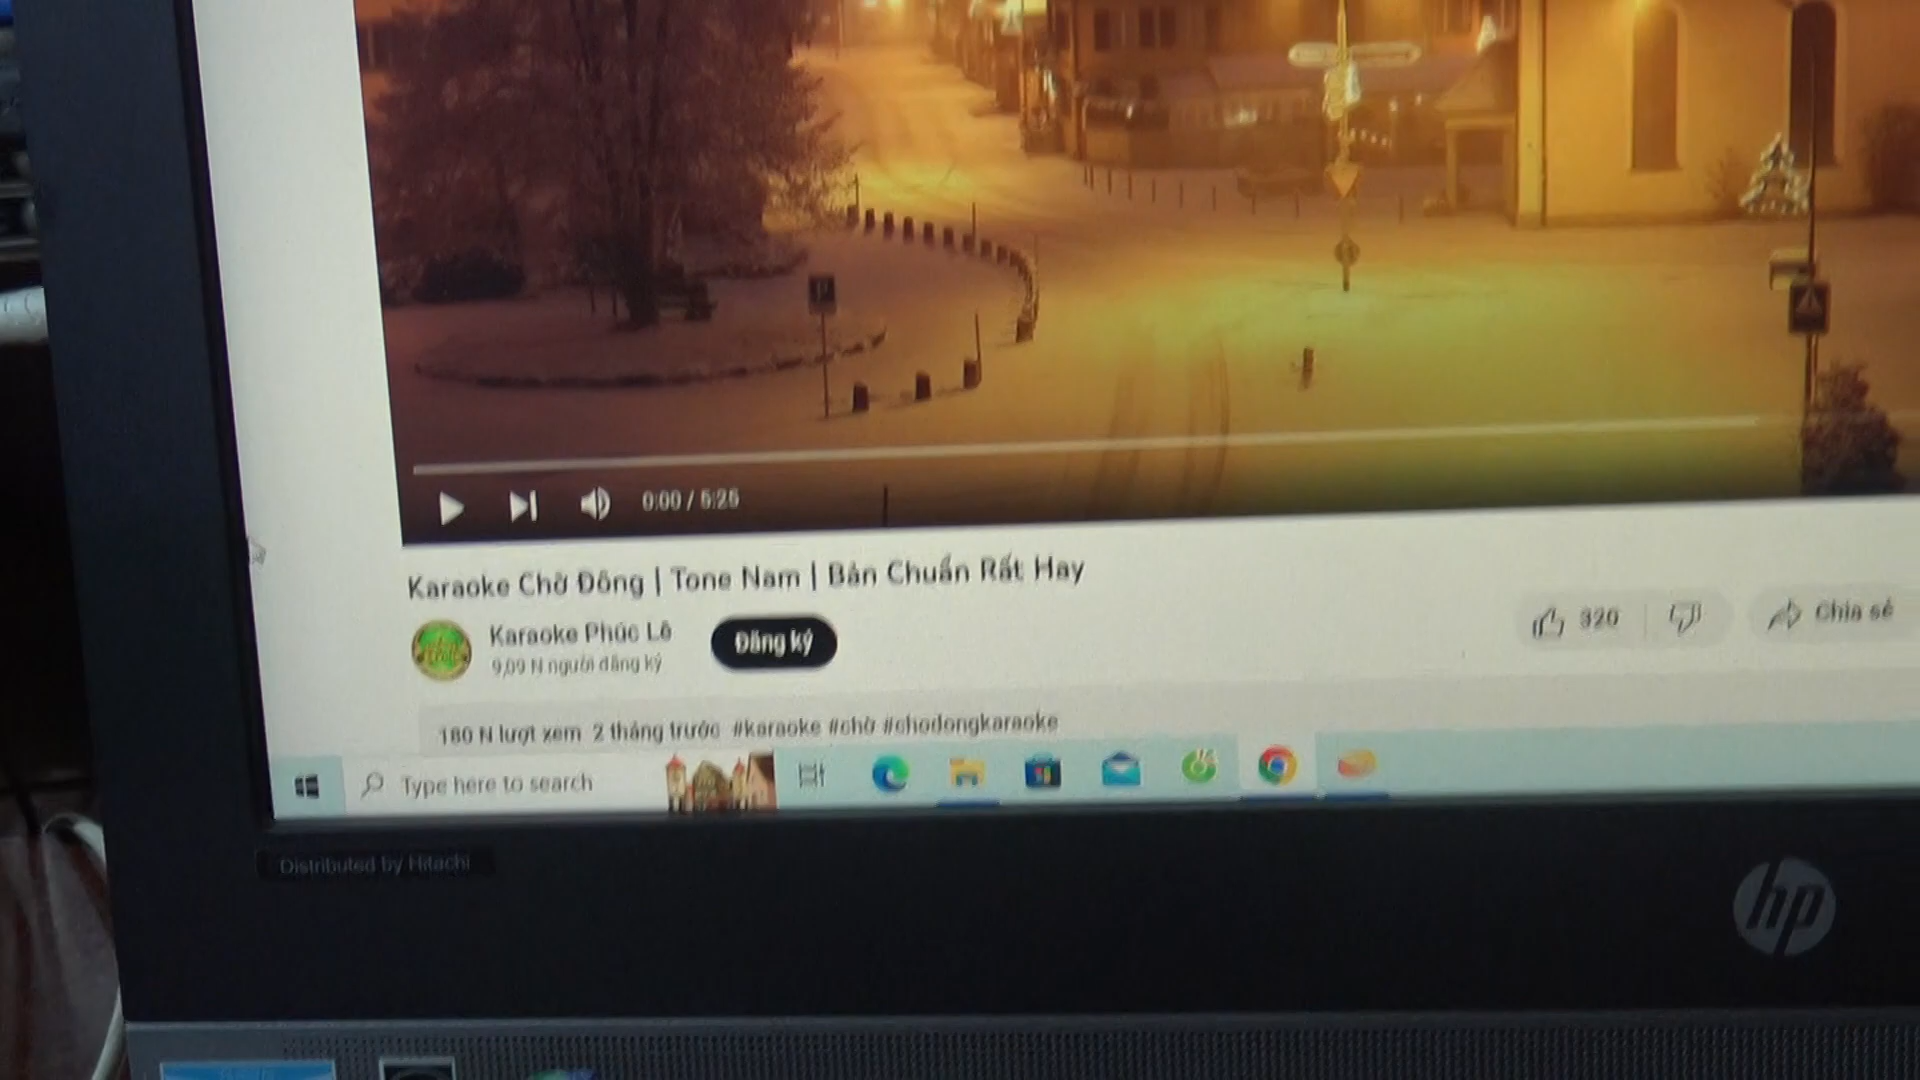 P
0:00 / 5:25
Karaoke Chờ Đông | Tone Nam | Bản Chuẩn Rất Hay
Karaoke Phúc Lê
Đăng ký
9,09 N người đăng ký
320
Chia sẻ
180 N lượt xem 2 tháng trước #karaoke #chờ #chodongkaraoke
Type here to search
Distributed by Hitachi
hp